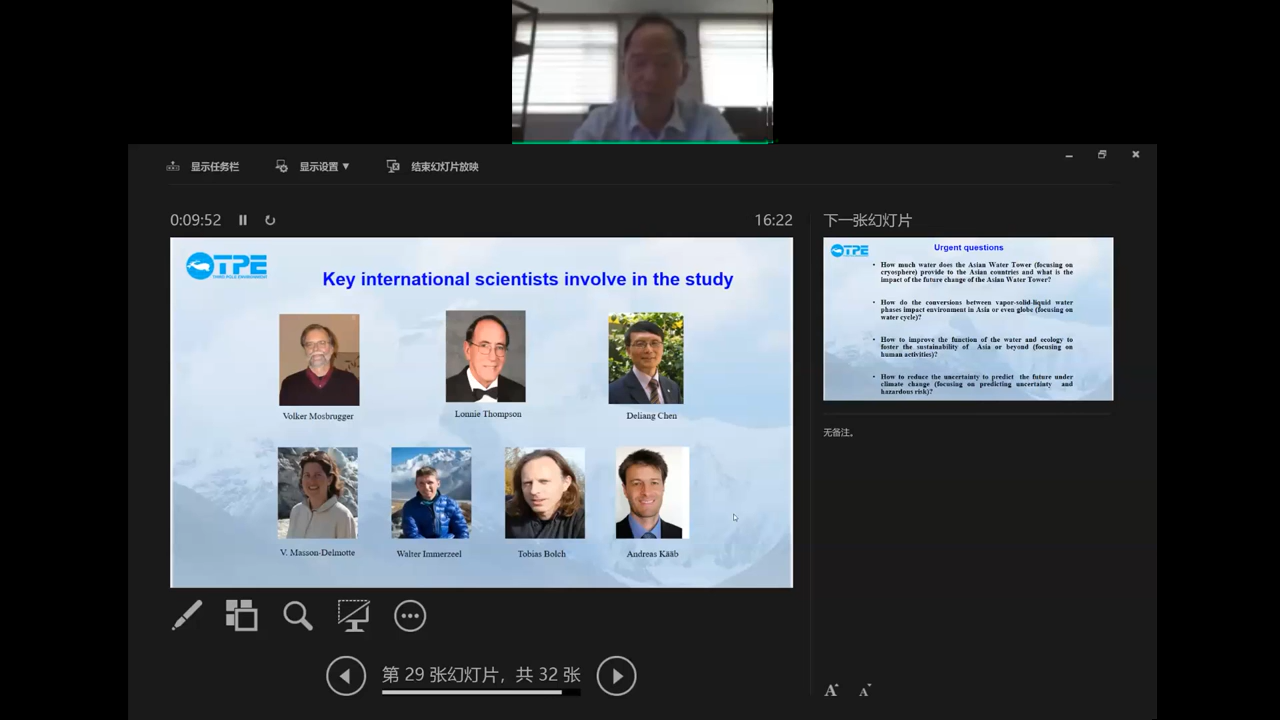 显示任务栏
显示设置 ▼
结束幻灯片放映
0:09:52
16:22
下一张幻灯片
TPE
THIRD POLE ENVIRONMENT
Key international scientists involve in the study
Volker Mosbrugger
Lonnie Thompson
Deliang Chen
V. Masson-Delmotte
Walter Immerzeel
Tobias Bolch
Andreas Kääb
TPE
Urgent questions
• How much water does the Asian Water Tower (focusing on
cryosphere) provide to the Asian countries and what is the
impact of the future change of the Asian Water Tower?
• How do the conversions between vapor-solid-liquid water
phases impact environment in Asia or even globe (focusing on
water cycle)?
• How to improve the function of the water and ecology to
foster the sustainability of Asia or beyond (focusing on
human activities)?
• How to reduce the uncertainty to predict the future under
climate change (focusing on predicting uncertainty and
hazardous risk)?
无备注。
第 29 张幻灯片，共 32 张
A A